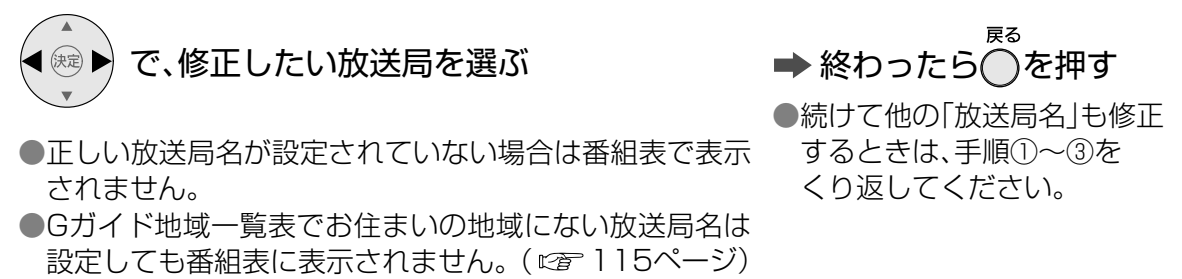 ▲
◀ 決定 ▶ で、修正したい放送局を選ぶ
▼
●正しい放送局名が設定されていない場合は番組表で表示
されません。
●Gガイド地域一覧表でお住まいの地域にない放送局名は
設定しても番組表に表示されません。(☞ 115ページ)
戻る
➡ 終わったら◯を押す
●続けて他の「放送局名」も修正
するときは、手順①~③を
くり返してください。